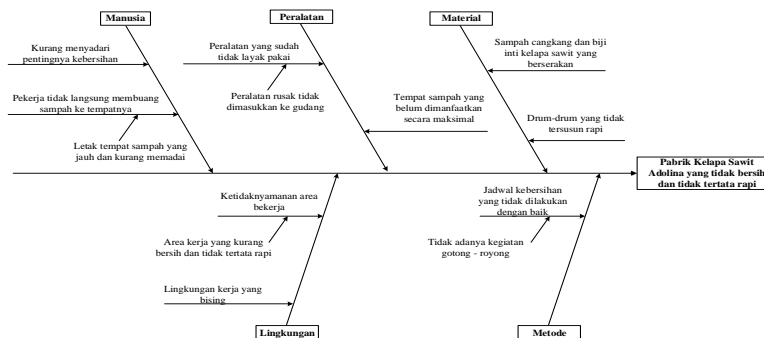 Manusia
Peralatan
Material
Kurang menyadari
pentingnya kebersihan
Pekerja tidak langsung membuang
sampah ke tempatnya
Letak tempat sampah yang
jauh dan kurang memadai
Peralatan yang sudah
tidak layak pakai
Peralatan rusak tidak
dimasukkan ke gudang
Tempat sampah yang
belum dimanfaatkan
secara maksimal
Sampah cangkang dan biji
inti kelapa sawit yang
berserakan
Drum-drum yang tidak
tersusun rapi
Pabrik Kelapa Sawit
Adolina yang tidak bersih
dan tidak tertata rapi
Ketidaknyamanan area
bekerja
Area kerja yang kurang
bersih dan tidak tertata rapi
Lingkungan kerja yang
bising
Jadwal kebersihan
yang tidak dilakukan
dengan baik
Tidak adanya kegiatan
gotong - royong
Lingkungan
Metode